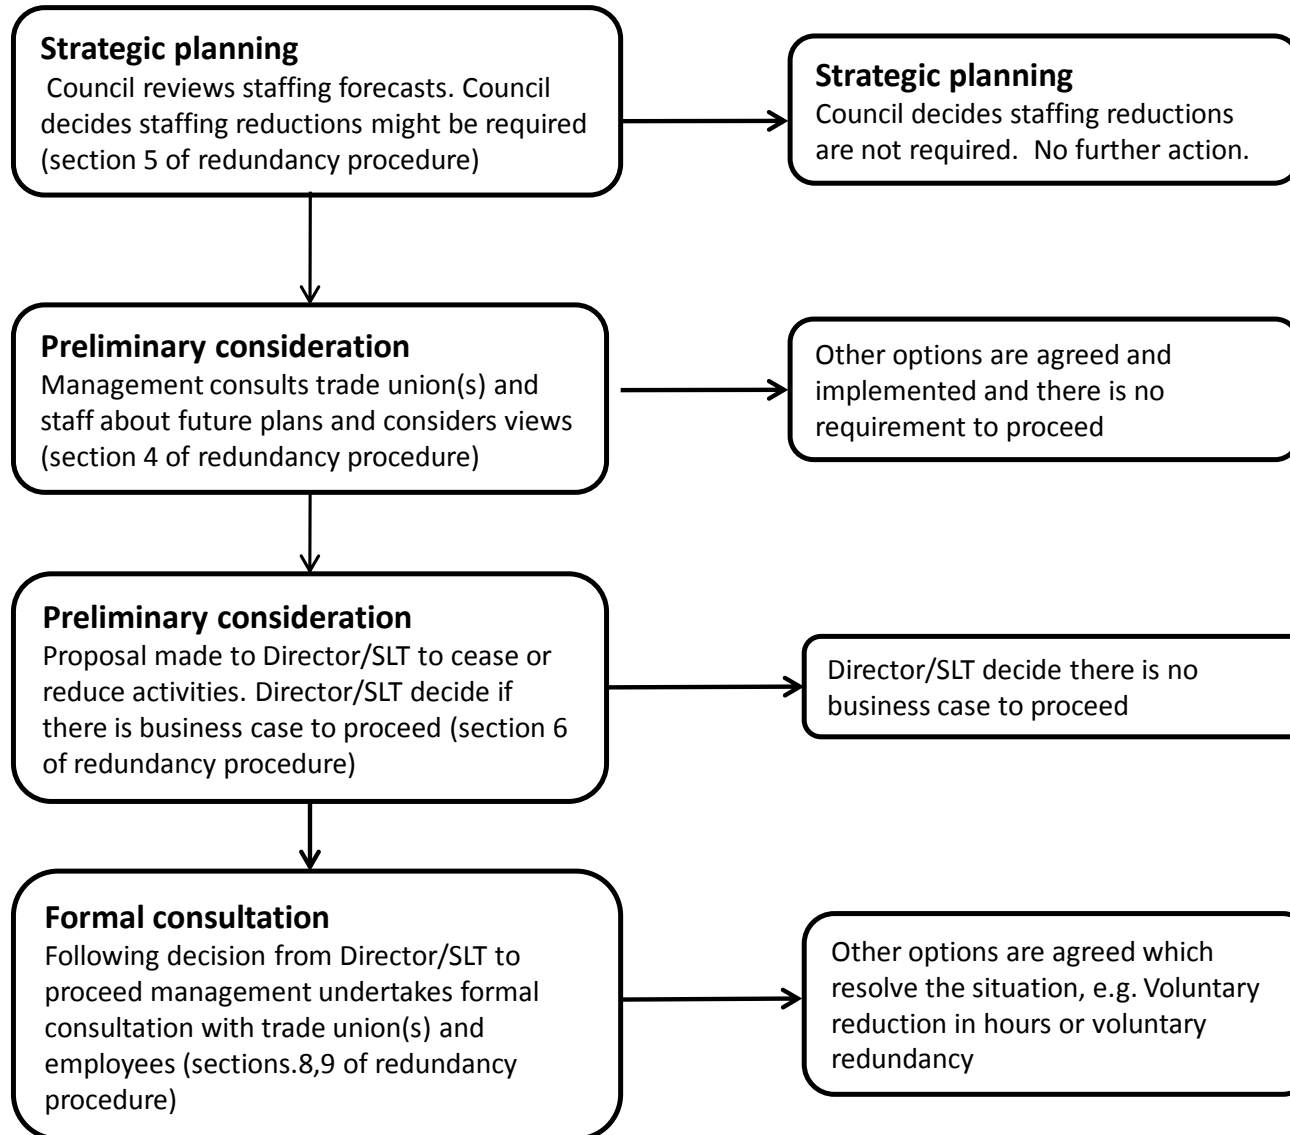 Strategic planning
Council reviews staffing forecasts. Council
decides staffing reductions might be required
(section 5 of redundancy procedure)
Strategic planning
Council decides staffing reductions
are not required.  No further action.
Preliminary consideration
Management consults trade union(s) and
staff about future plans and considers views
(section 4 of redundancy procedure)
Other options are agreed and
implemented and there is no
requirement to proceed
Preliminary consideration
Proposal made to Director/SLT to cease or
reduce activities. Director/SLT decide if
there is business case to proceed (section 6
of redundancy procedure)
Director/SLT decide there is no
business case to proceed
Formal consultation
Following decision from Director/SLT to
proceed management undertakes formal
consultation with trade union(s) and
employees (sections.8,9 of redundancy
procedure)
Other options are agreed which
resolve the situation, e.g. Voluntary
reduction in hours or voluntary
redundancy